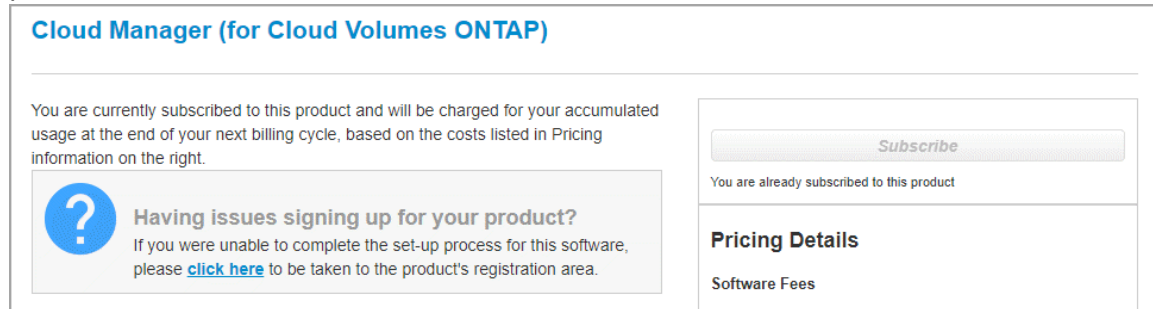 Cloud Manager (for Cloud Volumes ONTAP)
You are currently subscribed to this product and will be charged for your accumulated
usage at the end of your next billing cycle, based on the costs listed in Pricing
information on the right.
Having issues signing up for your product?
If you were unable to complete the set-up process for this software,
please click here to be taken to the product's registration area.
Subscribe
You are already subscribed to this product
Pricing Details
Software Fees